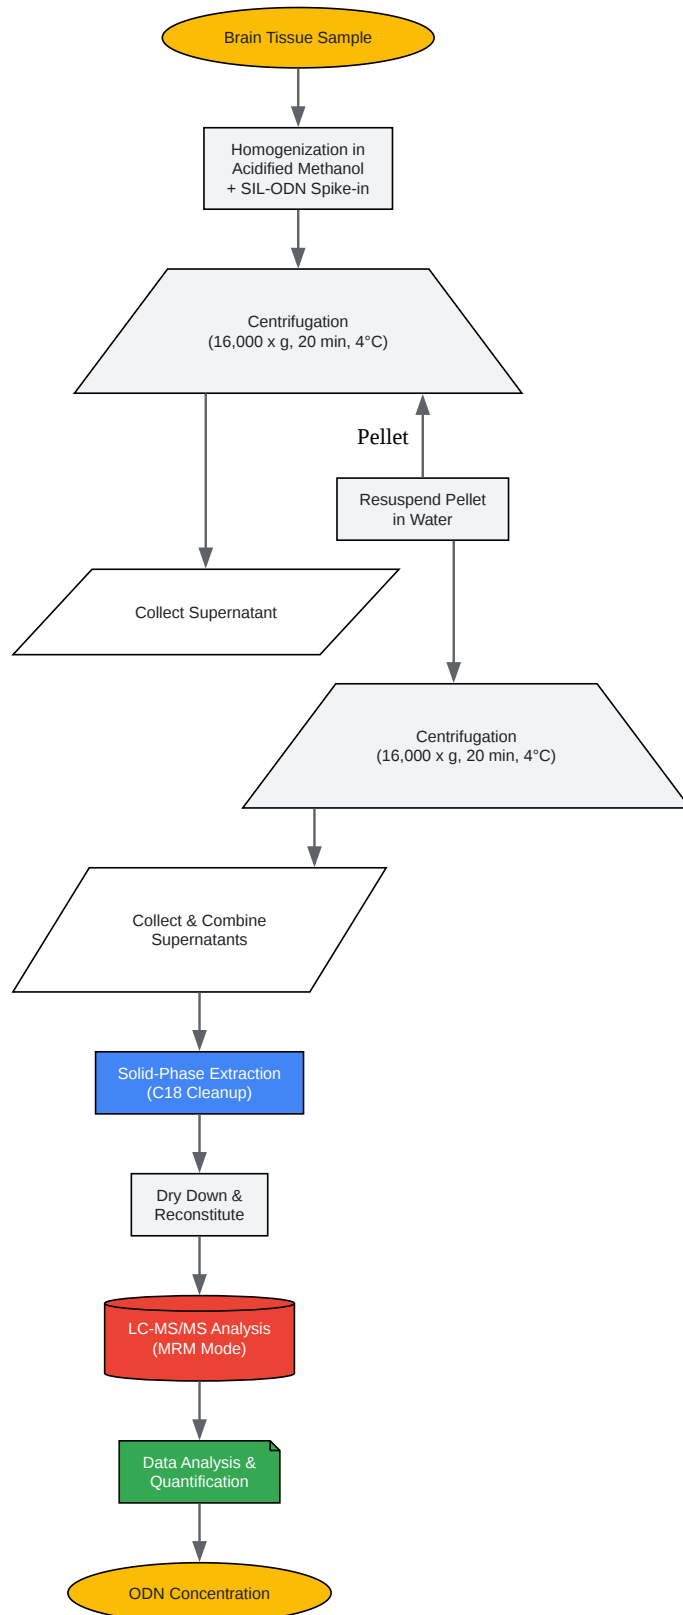 Brain Tissue Sample
Homogenization in
Acidified Methanol
+ SIL-ODN Spike-in
Centrifugation
(16,000 x g, 20 min, 4°C)
Pellet
Resuspend Pellet
in Water
Collect Supernatant
Centrifugation
(16,000 x g, 20 min, 4°C)
Collect & Combine
Supernatants
Solid-Phase Extraction
(C18 Cleanup)
Dry Down &
Reconstitute
LC-MS/MS Analysis
(MRM Mode)
Data Analysis &
Quantification
ODN Concentration